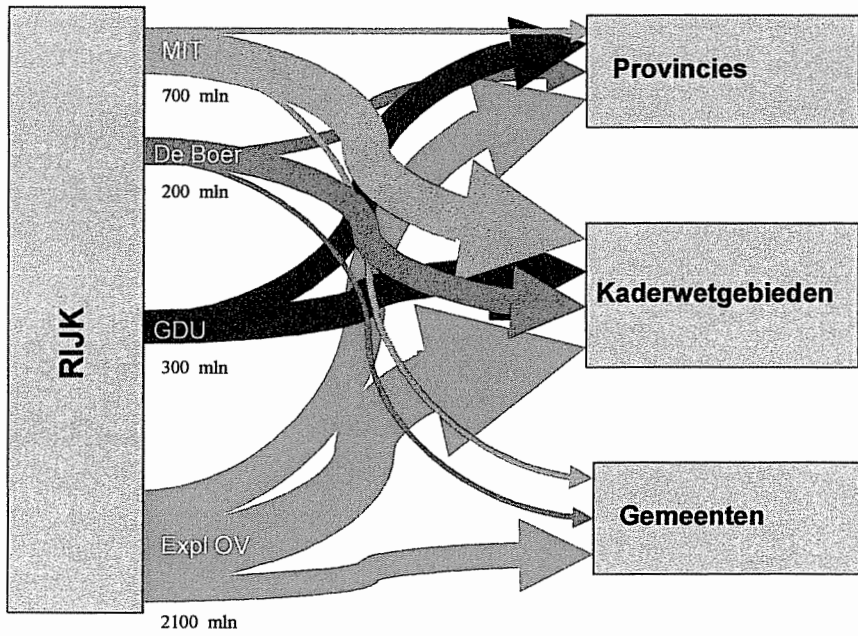 RIJK
MIT
700 mln
De Boer
200 mln
GDU
300 mln
Expl OV
2100 mln
Provincies
Kaderwetgebieden
Gemeenten